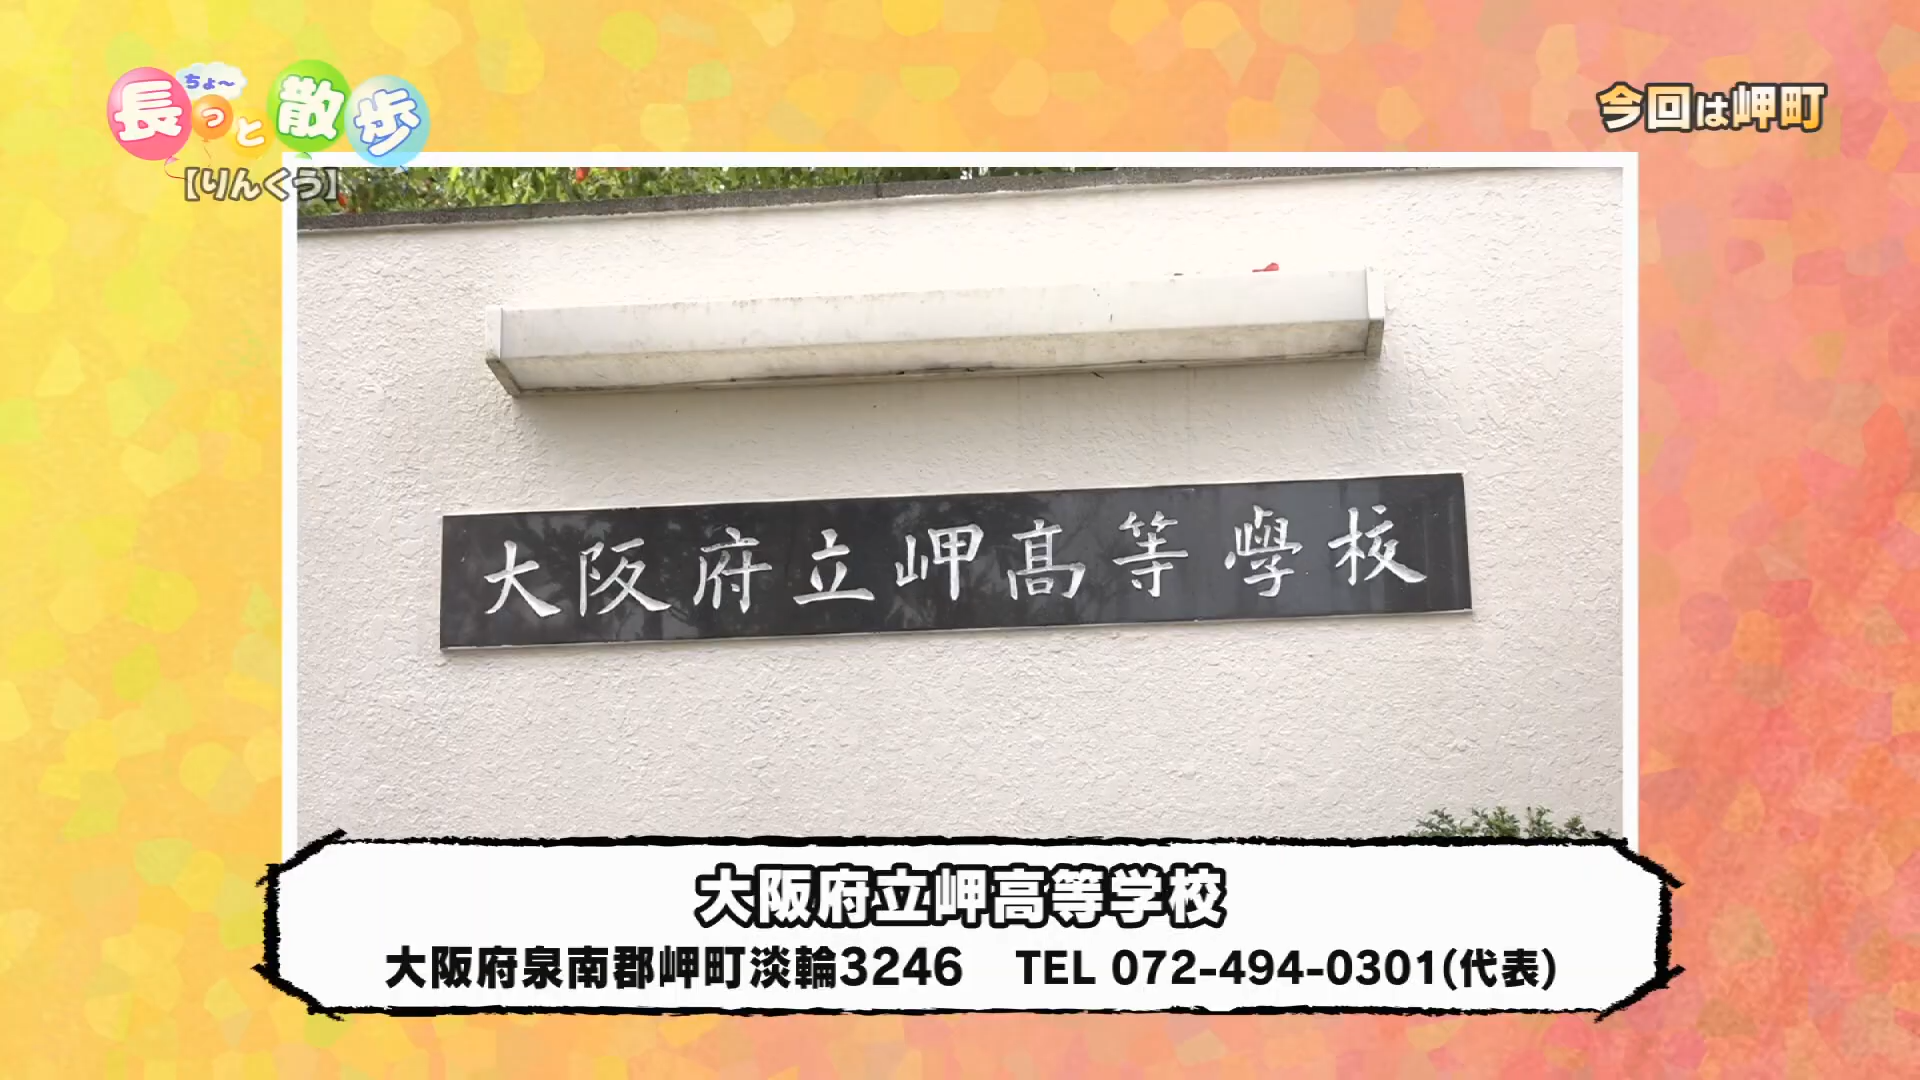 長ちょ～っと散歩
【りんくう】
今回は岬町
大阪府立岬髙等學校
大阪府立岬高等学校
大阪府泉南郡岬町淡輪3246 TEL 072-494-0301(代表)